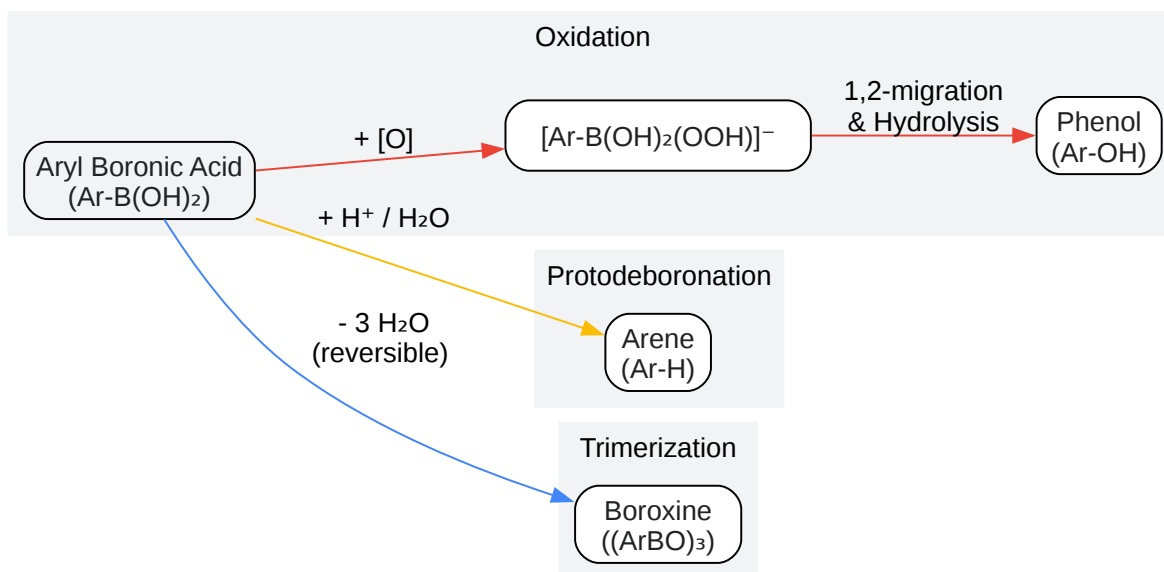 Oxidation
Aryl Boronic Acid
(Ar-B(OH)₂)
+ [O]
[Ar-B(OH)₂(OOH)]⁻
1,2-migration
& Hydrolysis
Phenol
(Ar-OH)
+ H⁺ / H₂O
Protodeboronation
Arene
(Ar-H)
- 3 H₂O
(reversible)
Trimerization
Boroxine
((ArBO)₃)